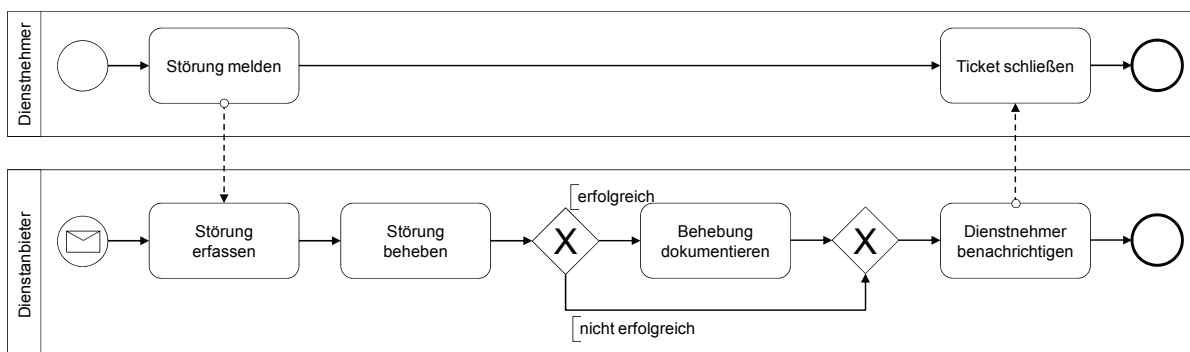 Dienstnehmer
Störung melden
Ticket schließen
Dienstanbieter
Störung
erfassen
Störung
beheben
X
erfolgreich
Behebung
dokumentieren
X
nicht erfolgreich
Dienstnehmer
benachrichtigen